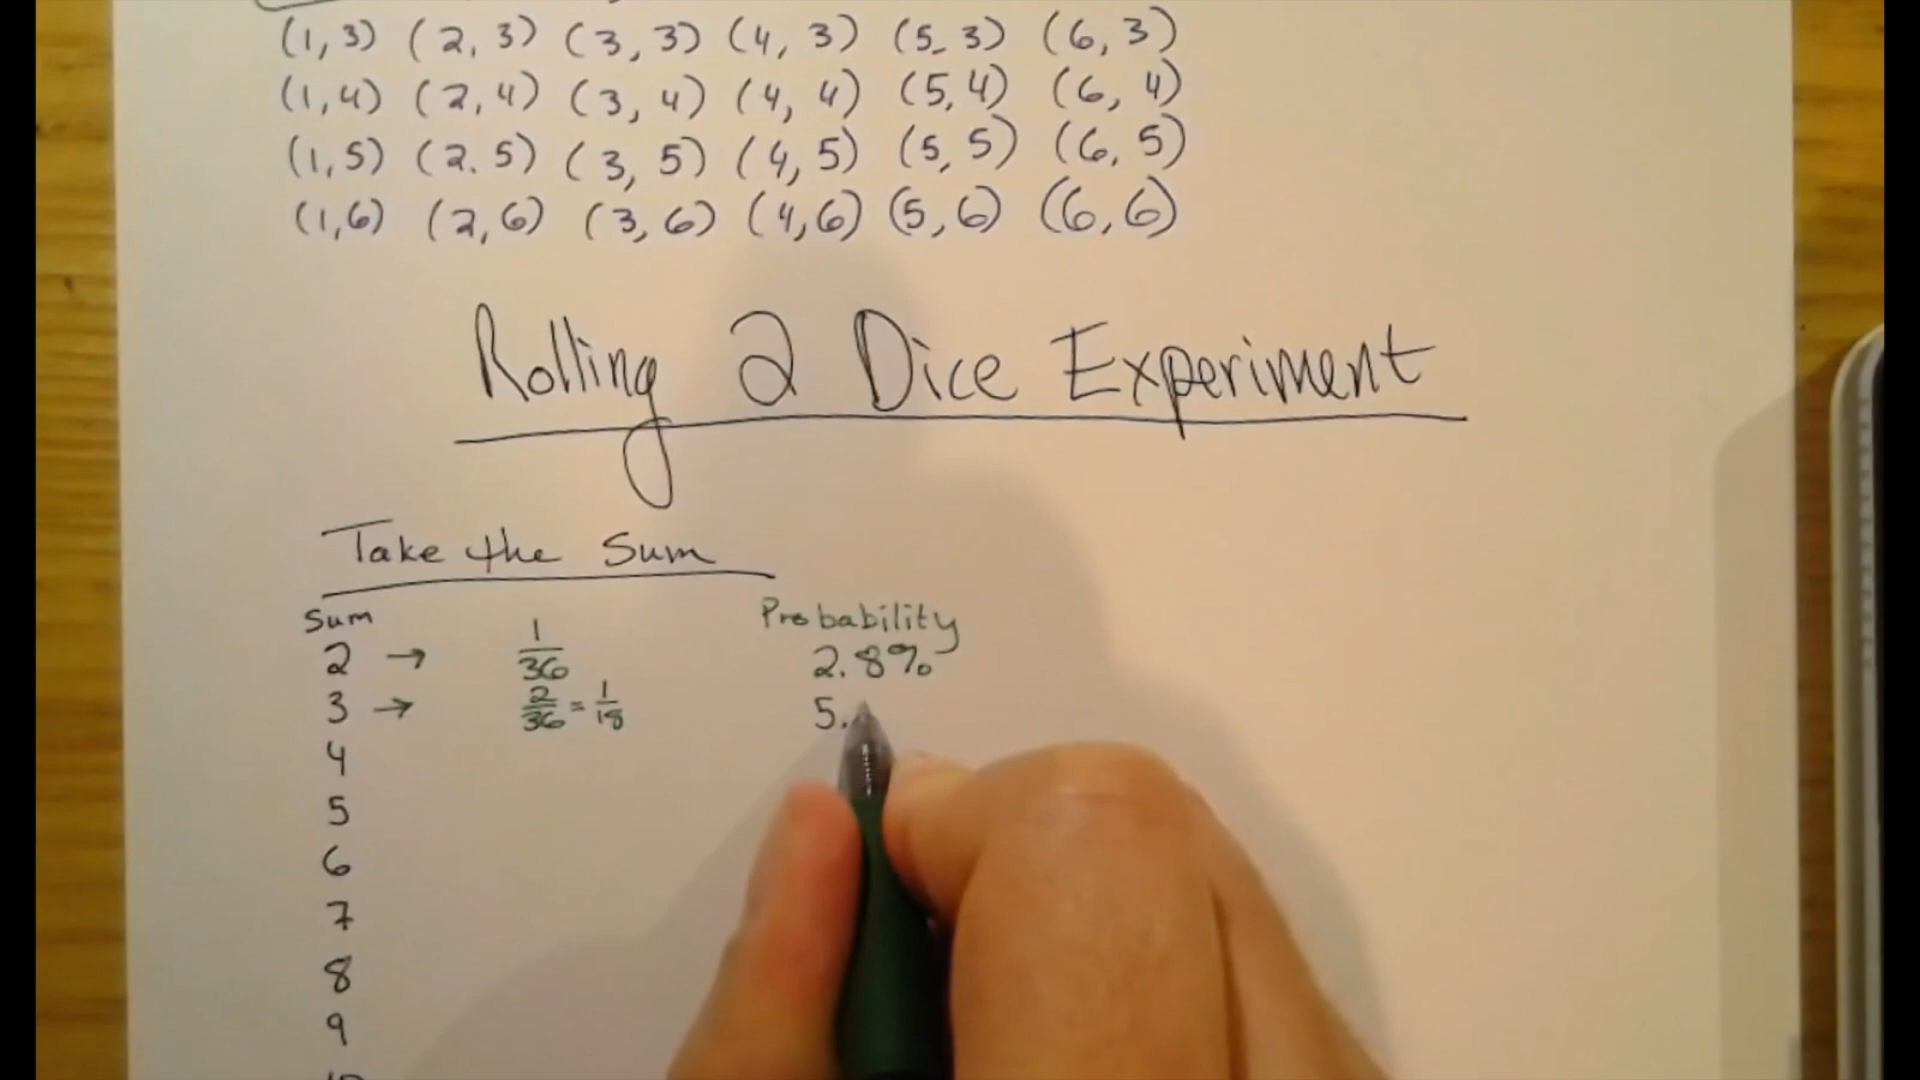 (1,3) (2,3) (3,3) (4,3) (5,3) (6,3)
(1,4) (2,4) (3,4) (4,4) (5,4) (6,4)
(1,5) (2.5) (3,5) (4,5) (5,5) (6,5)
(1,6) (2,6) (3,6) (4,6) (5,6) (6,6)
Rolling 2 Dice Experiment
Take the Sum
Sum Probability
2 → 1/36 2.8%
3 → 2/36 = 1/18 5.
4
5
6
7
8
9